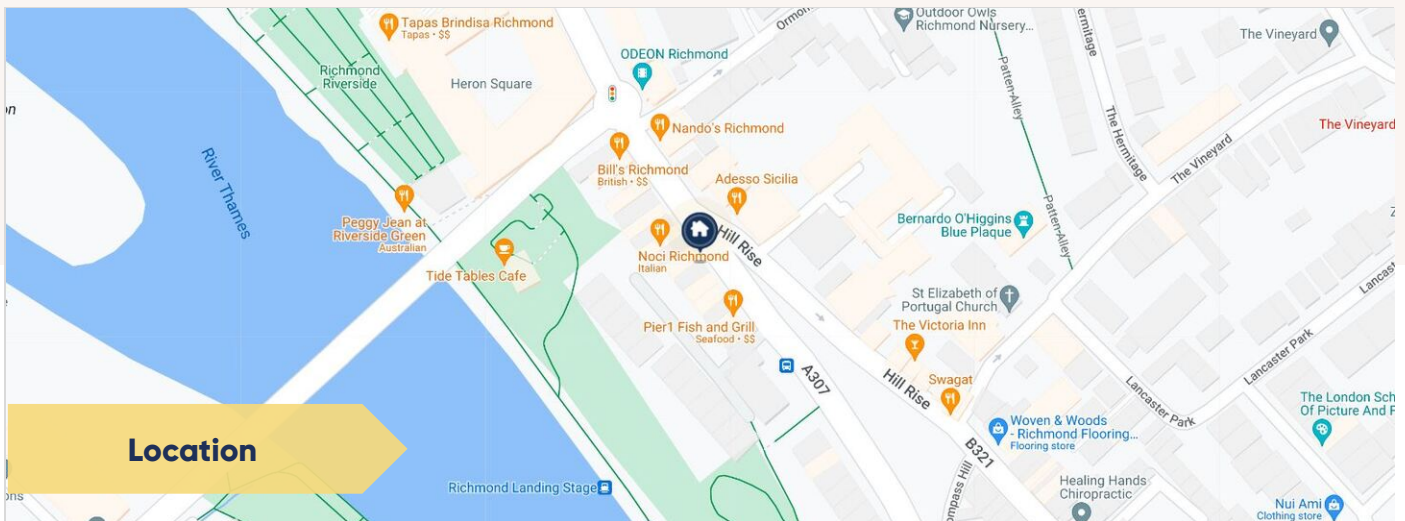 Tapas Brindisa Richmond
Tapas • $$
Richmond
Riverside
Heron Square
ODEON Richmond
Outdoor Owls
Richmond Nursery...
The Vineyard
Patten-Alley
The Hermitage
The Vineyard
The Vineyard
River Thames
Nando's Richmond
Bill's Richmond
British • $$
Adesso Sicilia
Peggy Jean at
Riverside Green
Australian
Bernardo O'Higgins
Blue Plaque
Patten-Alley
Hill Rise
Noci Richmond
Italian
Tide Tables Cafe
St Elizabeth of
Portugal Church
Pier1 Fish and Grill
Seafood • $$
The Victoria Inn
Lancaster Park
A307
Hill Rise
Swagat
Lancaster Park
The London Sch
Of Picture And F
Woven & Woods
- Richmond Flooring...
Flooring store
Location
B321
Richmond Landing Stage
Healing Hands
Chiropractic
Nui Ami
Clothing store